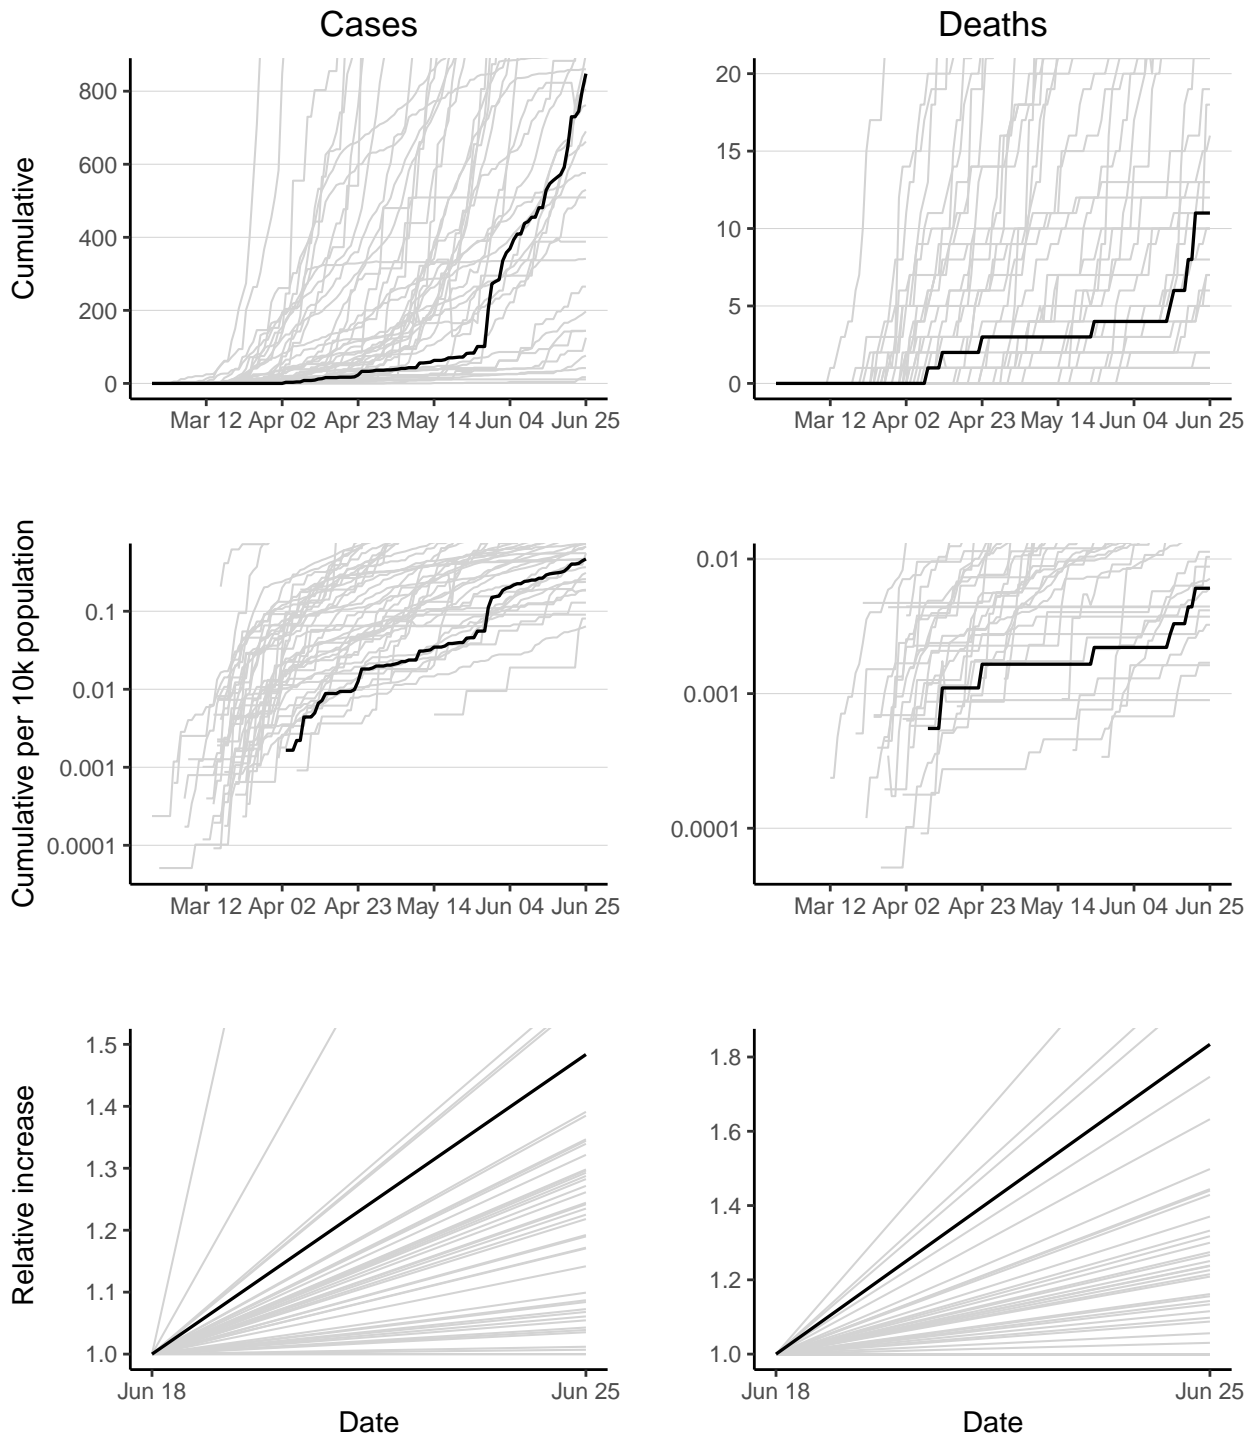 Cases
Deaths
Cumulative
800
600
400
200
0
Mar 12 Apr 02 Apr 23 May 14 Jun 04 Jun 25
20
15
10
5
0
Mar 12 Apr 02 Apr 23 May 14 Jun 04 Jun 25
Cumulative per 10k population
0.1
0.01
0.001
0.0001
Mar 12 Apr 02 Apr 23 May 14 Jun 04 Jun 25
0.01
0.001
0.0001
Mar 12 Apr 02 Apr 23 May 14 Jun 04 Jun 25
Relative increase
1.5
1.4
1.3
1.2
1.1
1.0
Jun 18 Jun 25
Date
1.8
1.6
1.4
1.2
1.0
Jun 18 Jun 25
Date